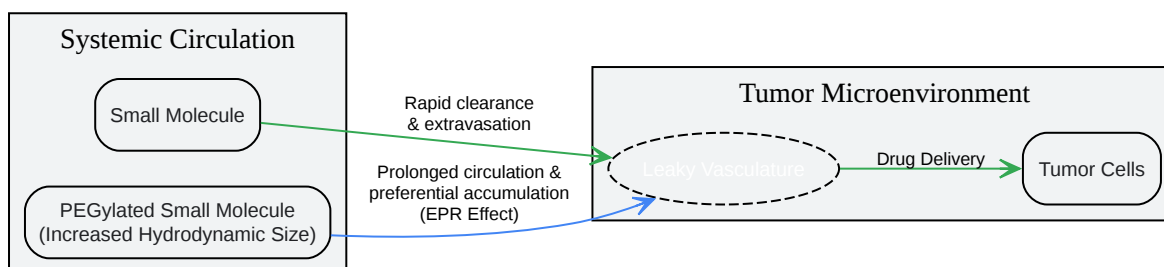 Systemic Circulation
Small Molecule
PEGylated Small Molecule
(Increased Hydrodynamic Size)
Rapid clearance
& extravasation
Prolonged circulation &
preferential accumulation
(EPR Effect)
Tumor Microenvironment
Leaky Vasculature
Drug Delivery
Tumor Cells